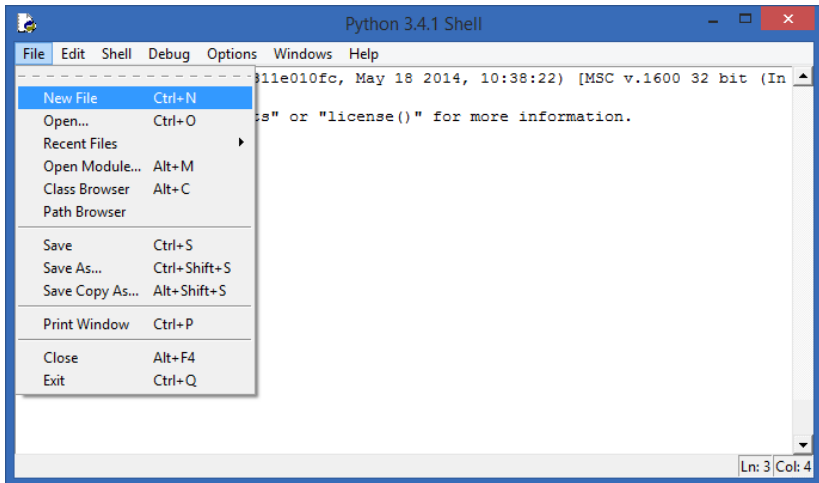 Python 3.4.1 Shell
File Edit Shell Debug Options Windows Help
311e010fc, May 18 2014, 10:38:22) [MSC v.1600 32 bit (In
New File Ctrl+N
ts" or "license()" for more information.
Open... Ctrl+O
Recent Files
Open Module... Alt+M
Class Browser Alt+C
Path Browser
Save Ctrl+S
Save As... Ctrl+Shift+S
Save Copy As... Alt+Shift+S
Print Window Ctrl+P
Close Alt+F4
Exit Ctrl+Q
Ln: 3 Col: 4